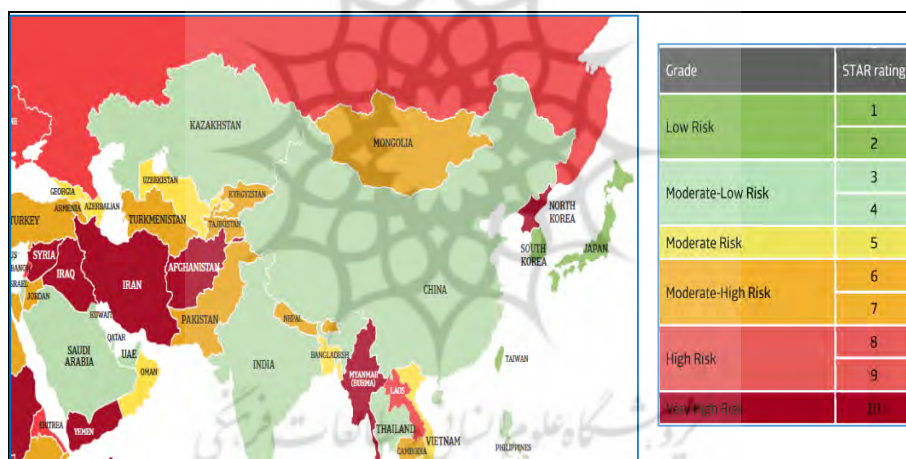 KAZAKHSTAN
MONGOLIA
GEORGIA
UZBEKISTAN
KYRGYZSTAN
ARMENIA
AZERBAIJAN
TURKEY
TURKMENISTAN
TAJIKISTAN
NORTH
KOREA
SOUTH
KOREA
JAPAN
SYRIA
AFGHANISTAN
IRAQ
IRAN
CHINA
JORDAN
KUWAIT
PAKISTAN
NEPAL
QATAR
SAUDI
ARABIA
UAE
OMAN
INDIA
BANGLADESH
MYANMAR
(BURMA)
TAIWAN
LAOS
ERITREA
YEMEN
THAILAND
VIETNAM
CAMBODIA
PHILIPPINES
Grade STAR rating
Low Risk
1
2
Moderate-Low Risk
3
4
Moderate Risk 5
Moderate-High Risk
6
7
High Risk
8
9
Very High Risk 10